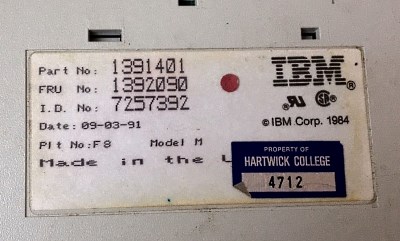 Part No: 1391401
FRU No: 1392090
I.D. No: 7257392
Date: 09-03-91
Plt No: F8 Model M
Made in the U
IBM®
© IBM Corp. 1984
PROPERTY OF
HARTWICK COLLEGE
4712